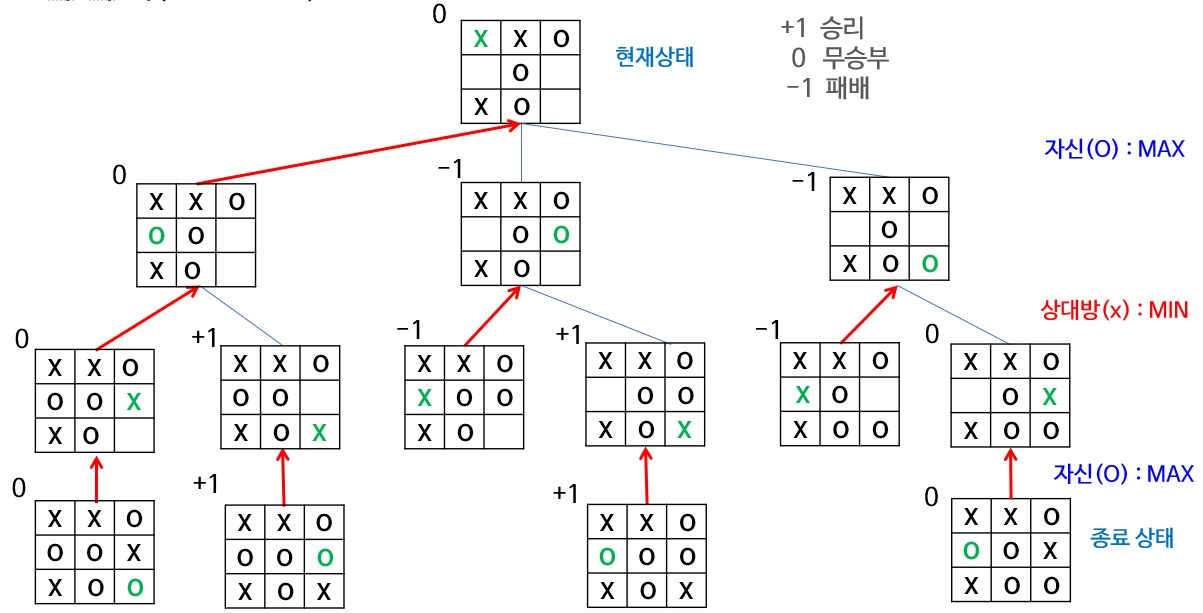 0
X X O
O
X O
현재상태
+1 승리
0 무승부
−1 패배
자신(O) : MAX
0
X X O
O O
X O
−1
X X O
O O
X O
−1
X X O
O
X O O
상대방(x) : MIN
0
X X O
O O X
X O
+1
X X O
O O
X O X
−1
X X O
X O O
X O
+1
X X O
O O
X O X
−1
X X O
X O
X O O
0
X X O
O X
X O O
자신(O) : MAX
0
X X O
O O X
X O O
+1
X X O
O O O
X O X
+1
X X O
O O O
X O X
0
X X O
O O X
X O O
종료 상태